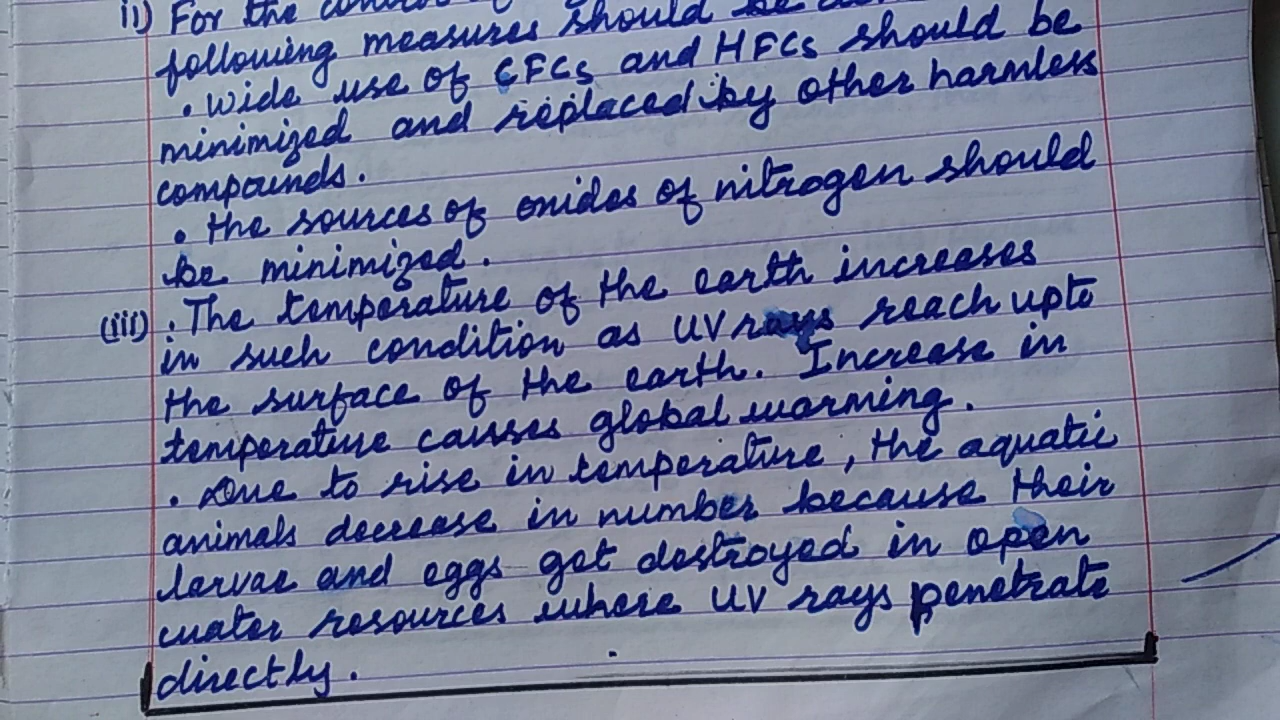 ii) For the
following measures should be
• Wide use of CFCs and HFCs should be
minimized and replaced by other harmless
compounds.
• the sources of oxides of nitrogen should
be minimized.
(iii) • The temperature of the earth increases
in such condition as UV rays reach upto
the surface of the earth. Increase in
temperature causes global warming.
• Due to rise in temperature, the aquatic
animals decrease in number because their
larvae and eggs get destroyed in open
water resources where UV rays penetrate
directly.